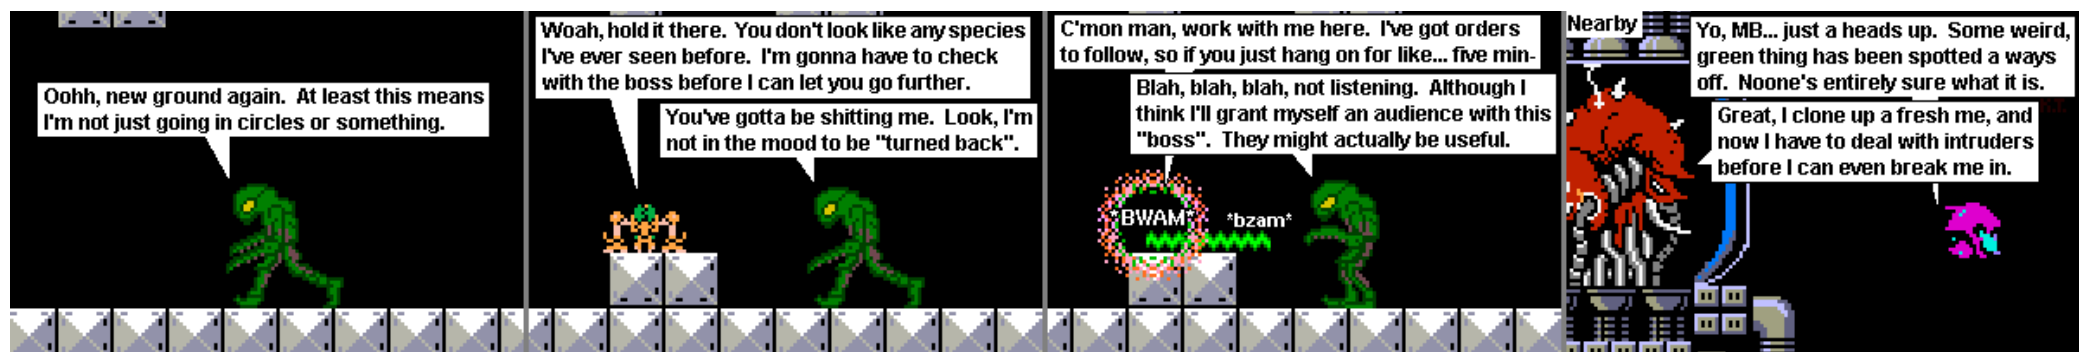 Oohh, new ground again. At least this means
I'm not just going in circles or something.
Woah, hold it there. You don't look like any species
I've ever seen before. I'm gonna have to check
with the boss before I can let you go further.
You've gotta be shitting me. Look, I'm
not in the mood to be "turned back".
C'mon man, work with me here. I've got orders
to follow, so if you just hang on for like... five min-
Blah, blah, blah, not listening. Although I
think I'll grant myself an audience with this
"boss". They might actually be useful.
*BWAM*
*bzam*
Nearby
Yo, MB... just a heads up. Some weird,
green thing has been spotted a ways
off. Noone's entirely sure what it is.
Great, I clone up a fresh me, and
now I have to deal with intruders
before I can even break me in.